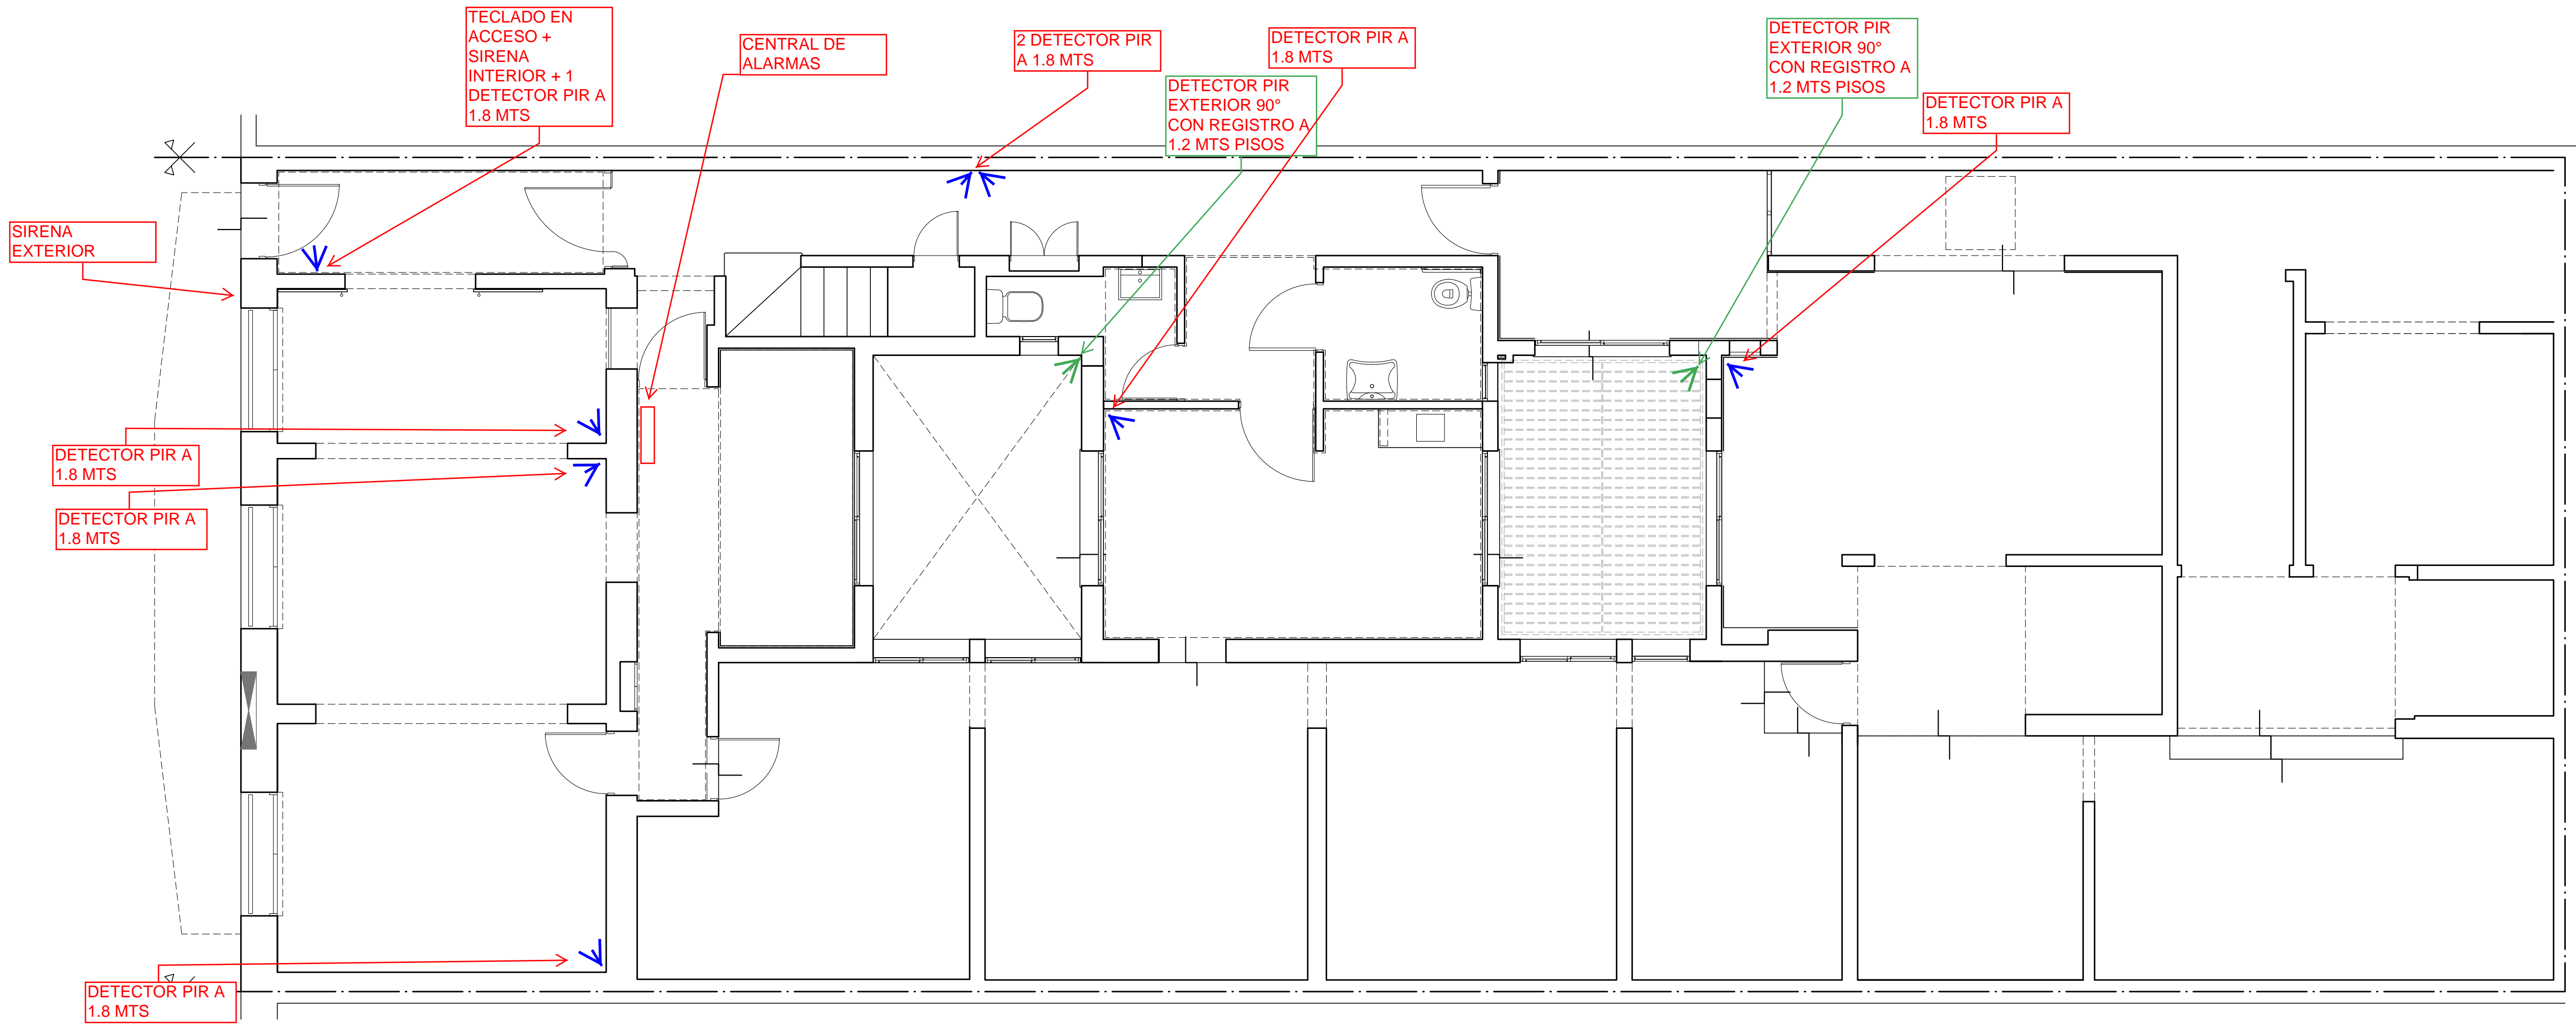 TECLADO EN
ACCESO +
SIRENA
INTERIOR + 1
DETECTOR PIR A
1.8 MTS
CENTRAL DE
ALARMAS
2 DETECTOR PIR
A 1.8 MTS
DETECTOR PIR A
1.8 MTS
DETECTOR PIR
EXTERIOR 90°
CON REGISTRO A
1.2 MTS PISOS
DETECTOR PIR
EXTERIOR 90°
CON REGISTRO A
1.2 MTS PISOS
DETECTOR PIR A
1.8 MTS
SIRENA
EXTERIOR
DETECTOR PIR A
1.8 MTS
DETECTOR PIR A
1.8 MTS
DETECTOR PIR A
1.8 MTS